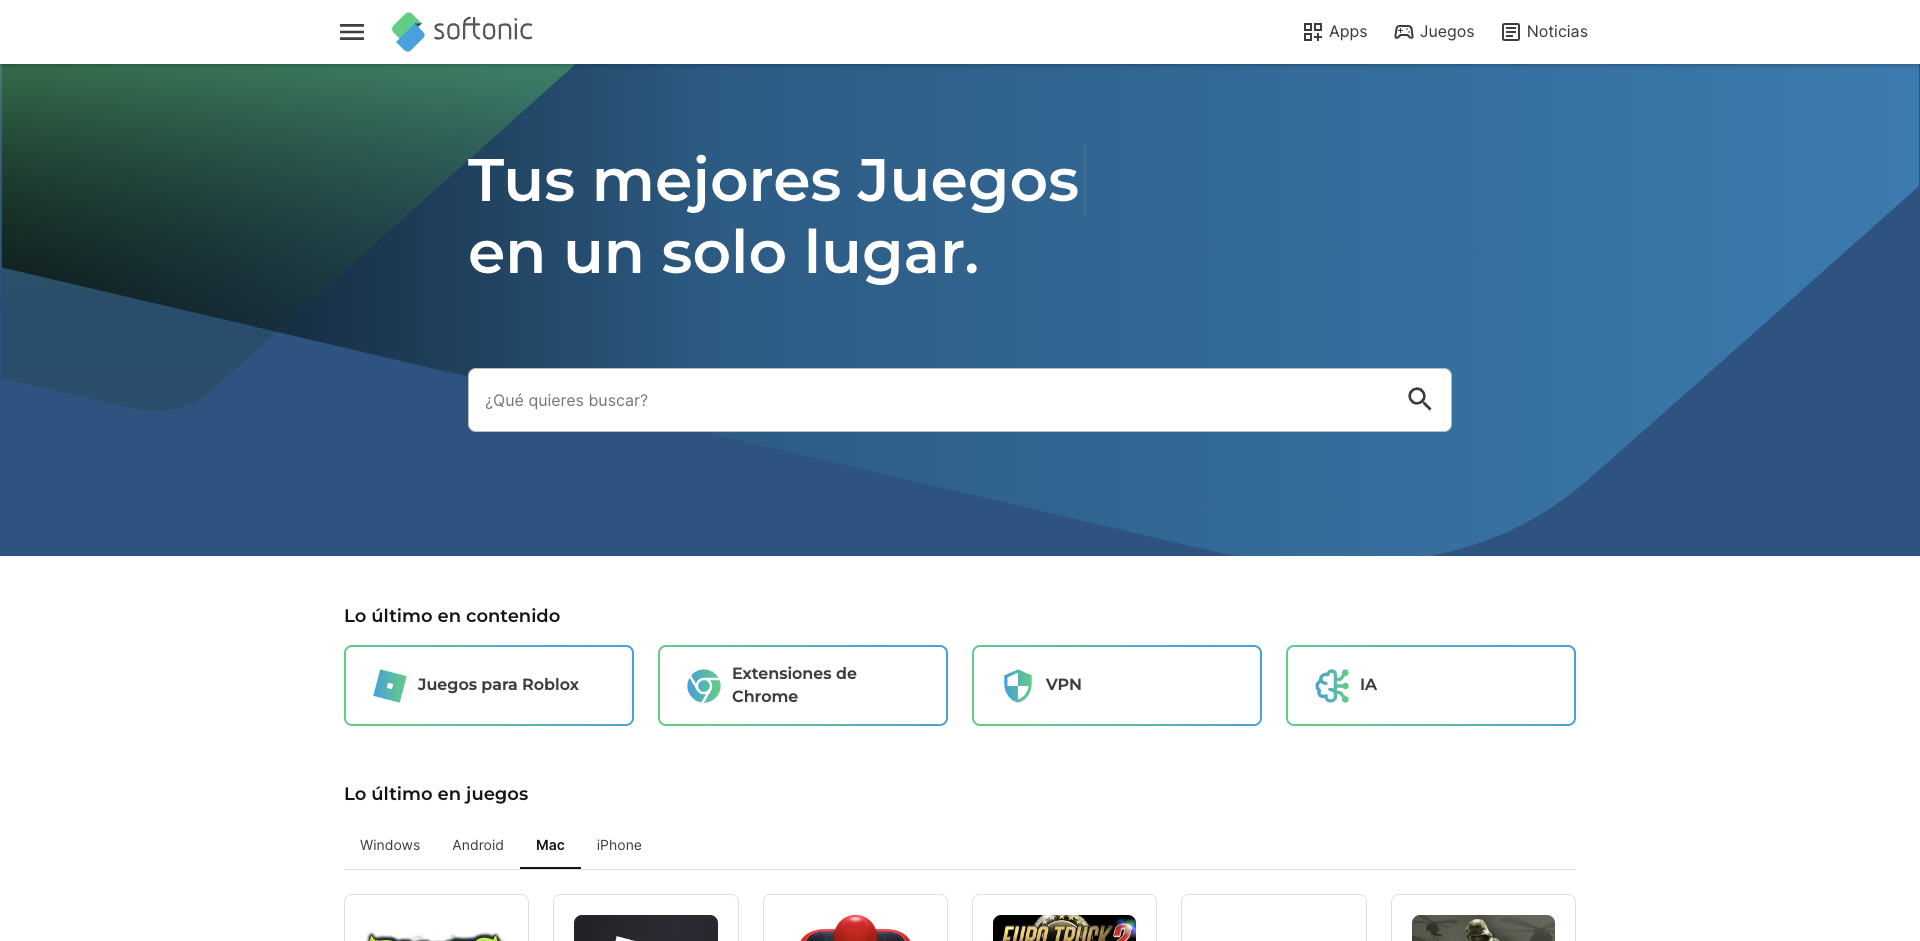 softonic
Apps
Juegos
Noticias
Tus mejores Juegos
en un solo lugar.
¿Qué quieres buscar?
Lo último en contenido
Juegos para Roblox
Extensiones de
Chrome
VPN
IA
Lo último en juegos
Windows
Android
Mac
iPhone
EURO TRUCK 2